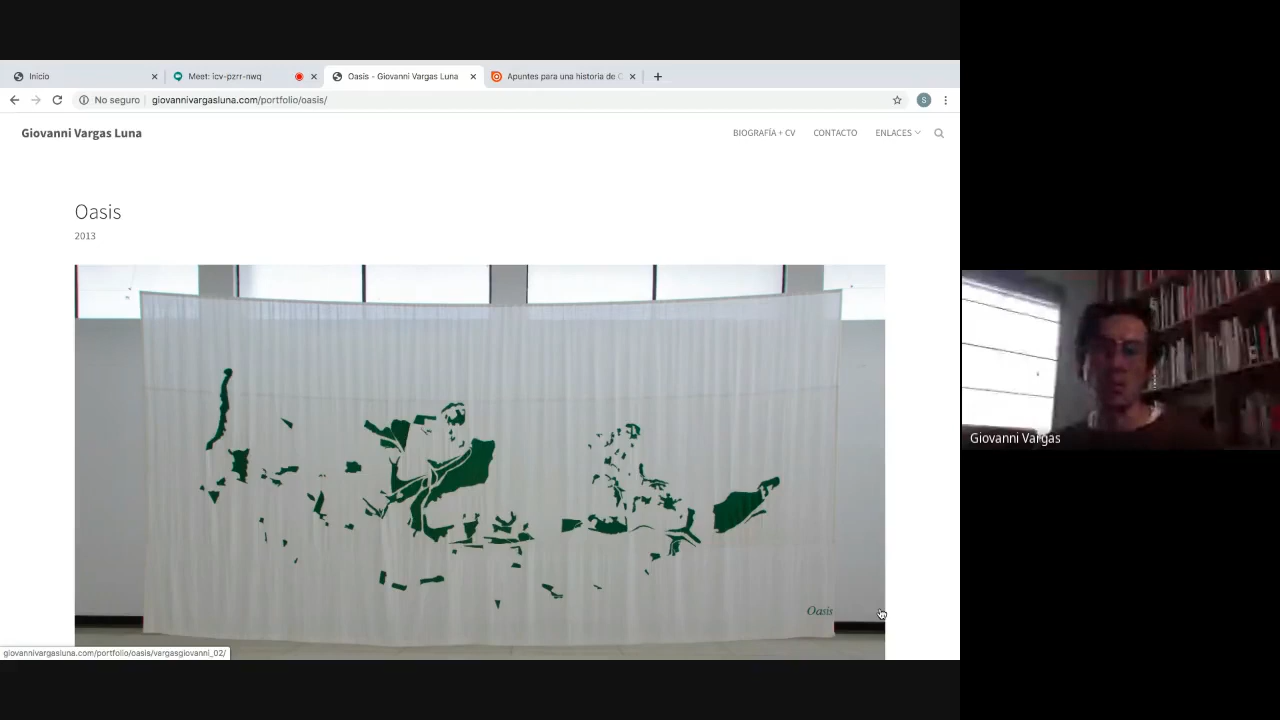 Inicio
Meet: icv-pzrr-nwq
Oasis - Giovanni Vargas Luna
Apuntes para una historia de C
No seguro
giovannivargasluna.com/portfolio/oasis/
S
Giovanni Vargas Luna
BIOGRAFÍA + CV
CONTACTO
ENLACES
Oasis
2013
Oasis
Giovanni Vargas
giovannivargasluna.com/portfolio/oasis/vargasgiovanni_02/